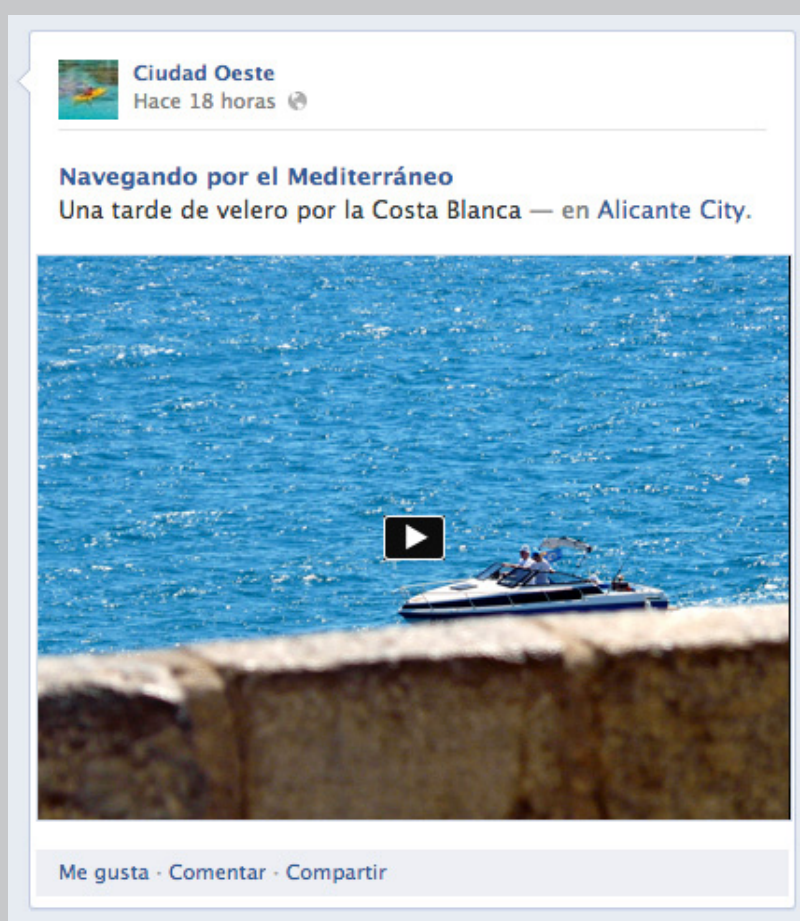 Ciudad Oeste
Hace 18 horas
Navegando por el Mediterráneo
Una tarde de velero por la Costa Blanca — en Alicante City.
Me gusta · Comentar · Compartir